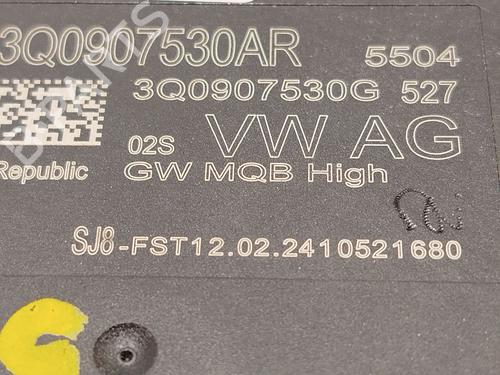 3Q0907530AR 5504
3Q0907530G 527
02S VW AG
Republic GW MQB High
SJ8-FST12.02.2410521680